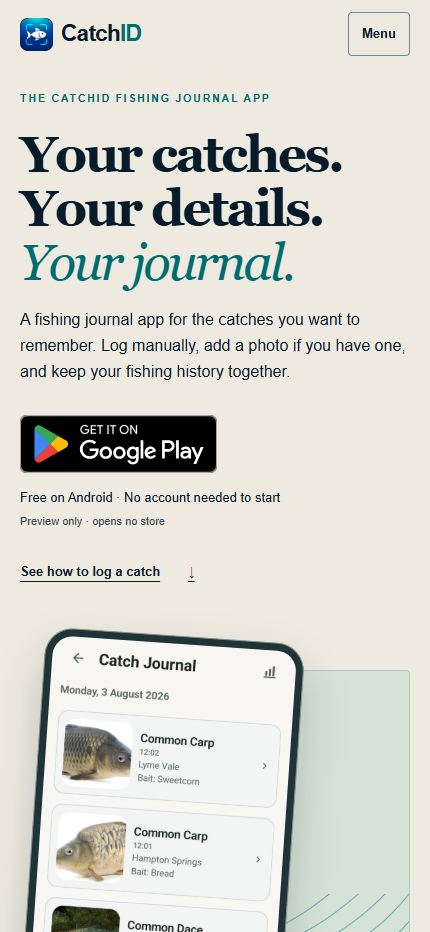 CatchID
Menu
THE CATCHID FISHING JOURNAL APP
Your catches.
Your details.
Your journal.
A fishing journal app for the catches you want to
remember. Log manually, add a photo if you have one,
and keep your fishing history together.
GET IT ON
Google Play
Free on Android · No account needed to start
Preview only · opens no store
See how to log a catch ↓
Catch Journal
Monday, 3 August 2026
Common Carp
12:02
Lyme Vale
Bait: Sweetcorn
Common Carp
12:01
Hampton Springs
Bait: Bread
Common Dace